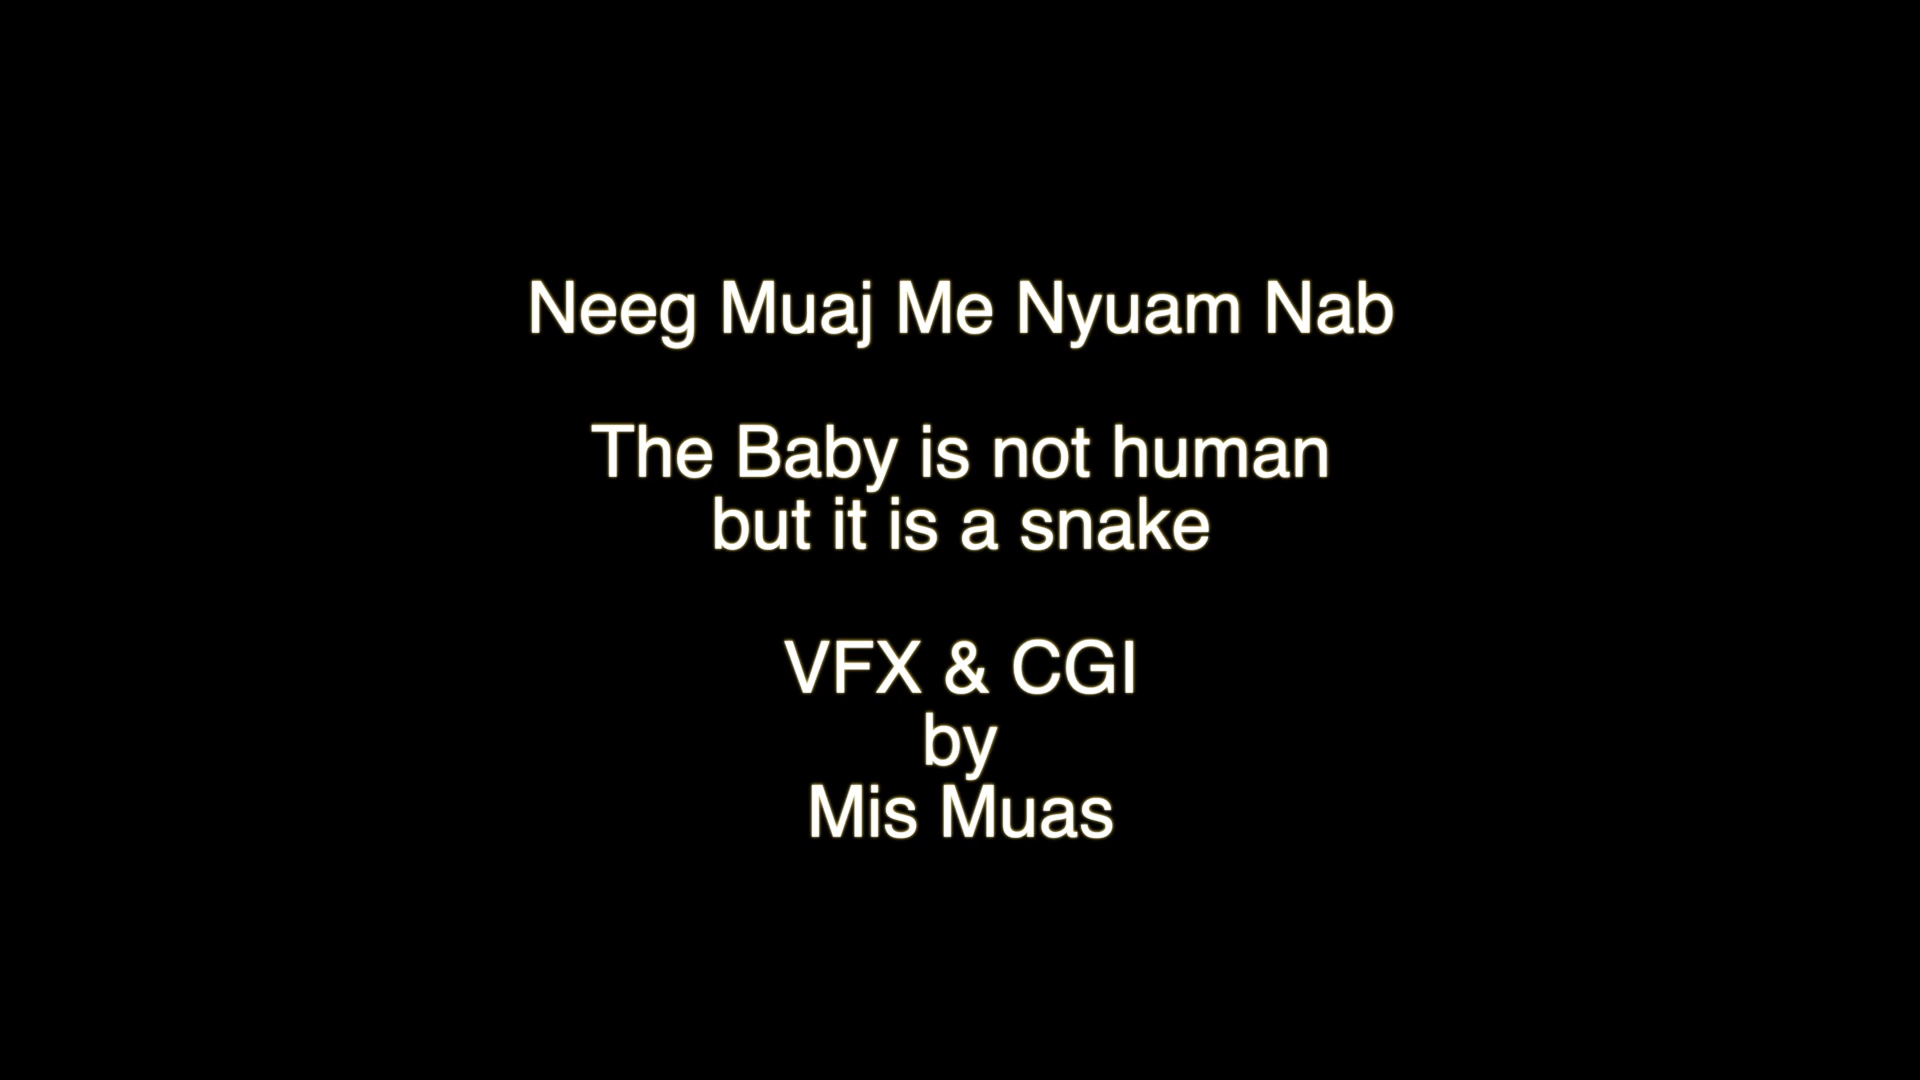 Neeg Muaj Me Nyuam Nab
The Baby is not human
but it is a snake
VFX & CGI
by
Mis Muas